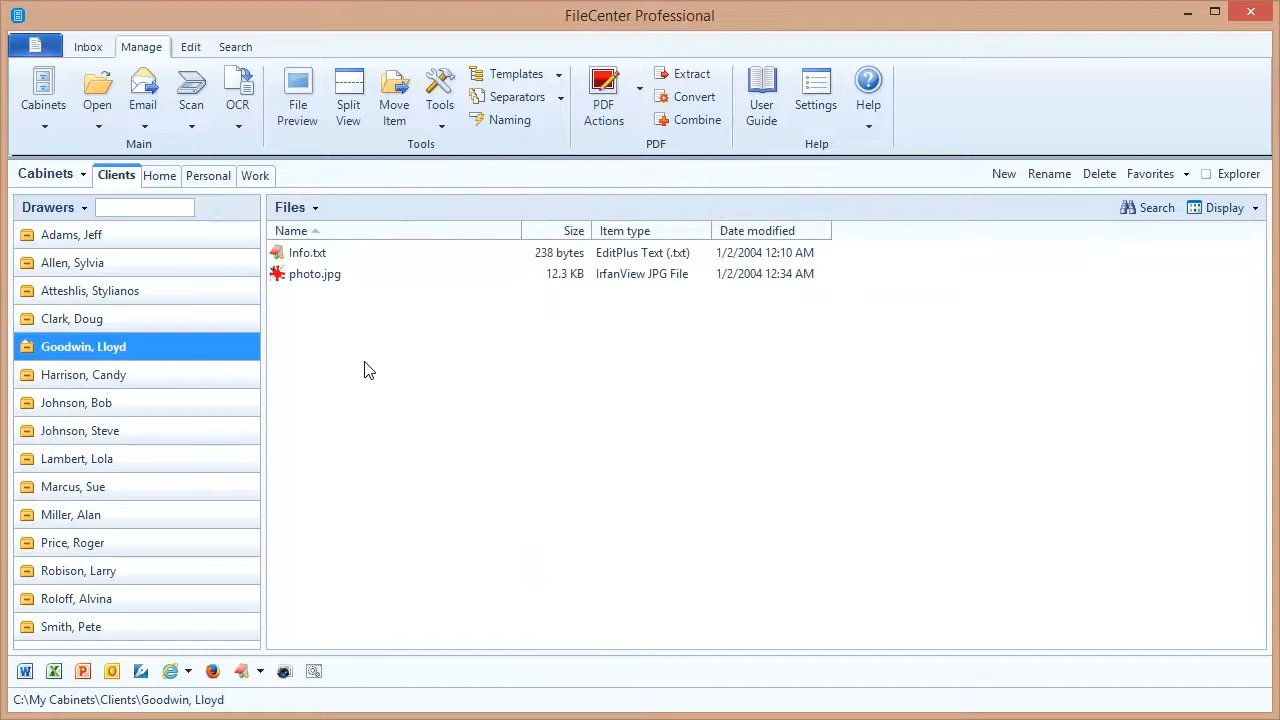 FileCenter Professional
Inbox Manage Edit Search
Cabinets Open Email Scan OCR File Preview Split View Move Item Tools Templates Separators Naming PDF Actions Extract Convert Combine User Guide Settings Help
Main Tools PDF Help
Cabinets Clients Home Personal Work New Rename Delete Favorites Explorer
Drawers Files Search Display
Name Size Item type Date modified
Info.txt 238 bytes EditPlus Text (.txt) 1/2/2004 12:10 AM
photo.jpg 12.3 KB IrfanView JPG File 1/2/2004 12:34 AM
Adams, Jeff
Allen, Sylvia
Atteshlis, Stylianos
Clark, Doug
Goodwin, Lloyd
Harrison, Candy
Johnson, Bob
Johnson, Steve
Lambert, Lola
Marcus, Sue
Miller, Alan
Price, Roger
Robison, Larry
Roloff, Alvina
Smith, Pete
C:\My Cabinets\Clients\Goodwin, Lloyd